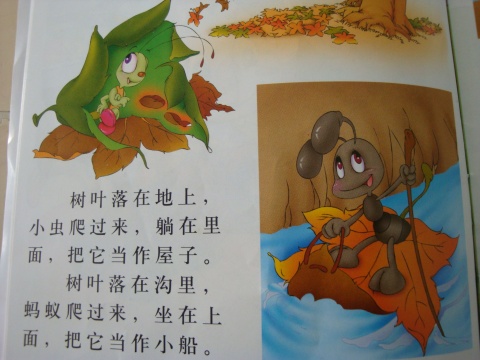 树叶落在地上，
小虫爬过来，躺在里
面，把它当作屋子。
树叶落在沟里，
蚂蚁爬过来，坐在上
面，把它当作小船。